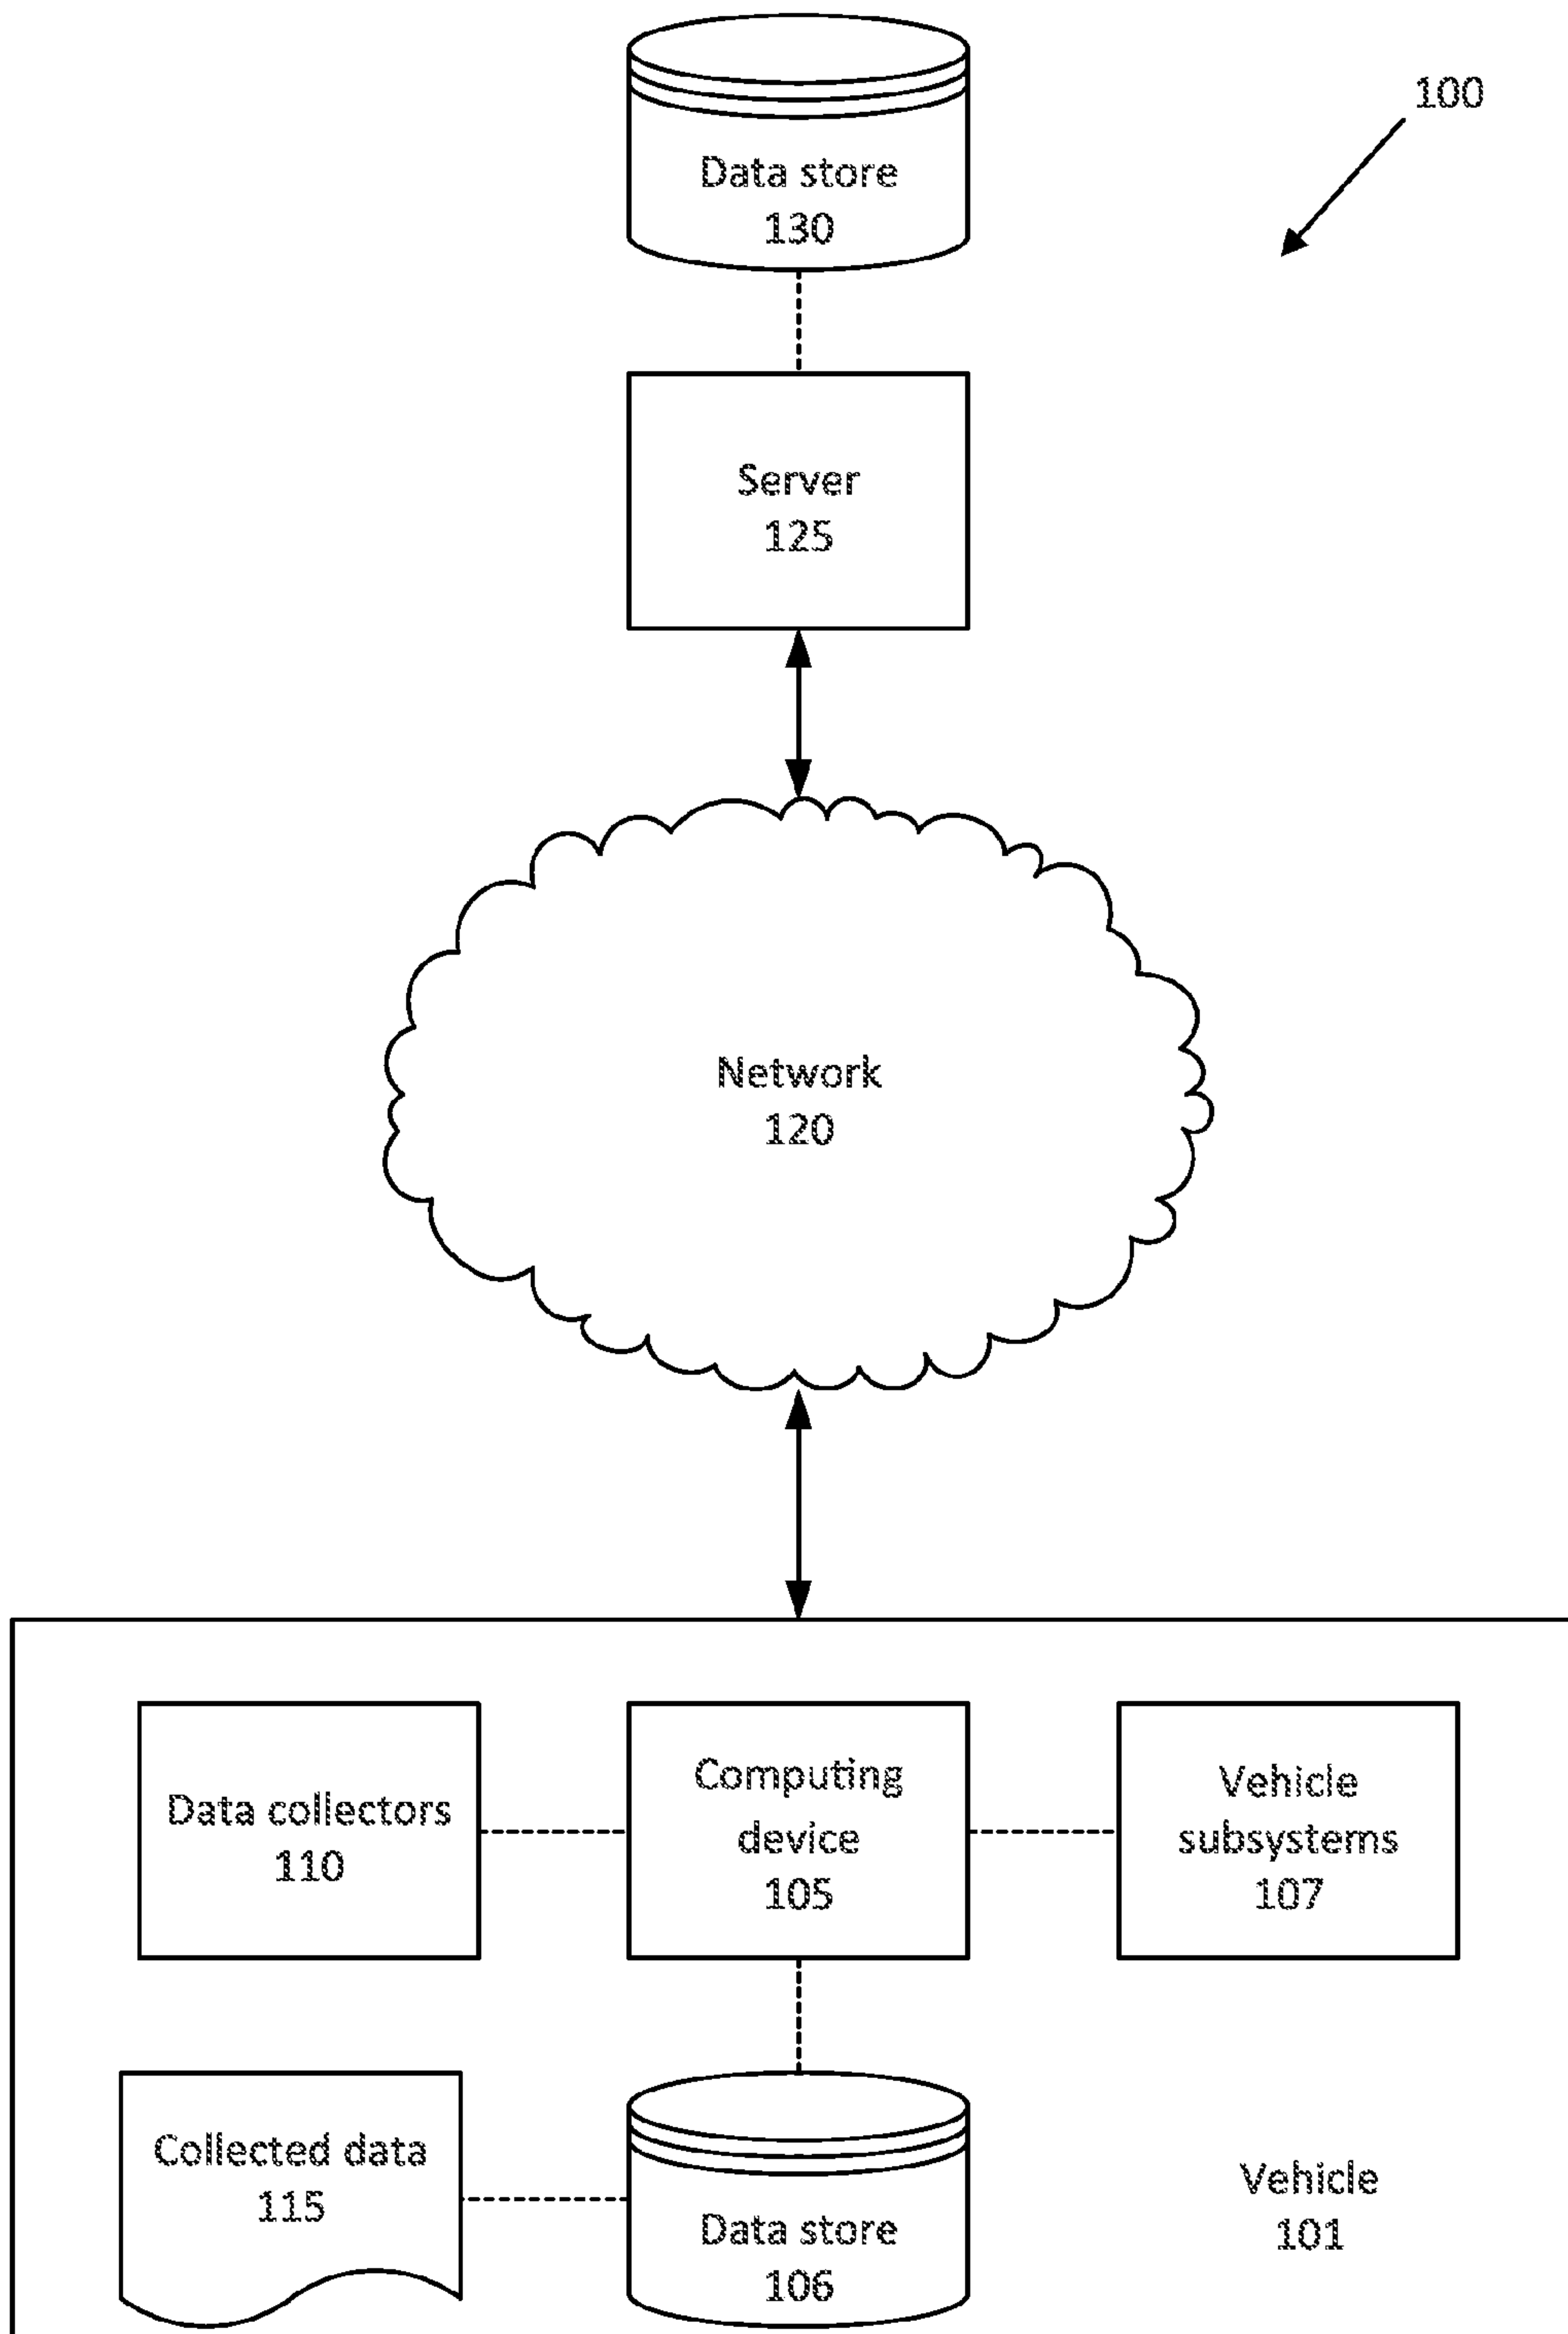 100
Data store
130
Server
125
Network
120
Data collectors
110
Computing
device
105
Vehicle
subsystems
107
Collected data
115
Data store
106
Vehicle
101